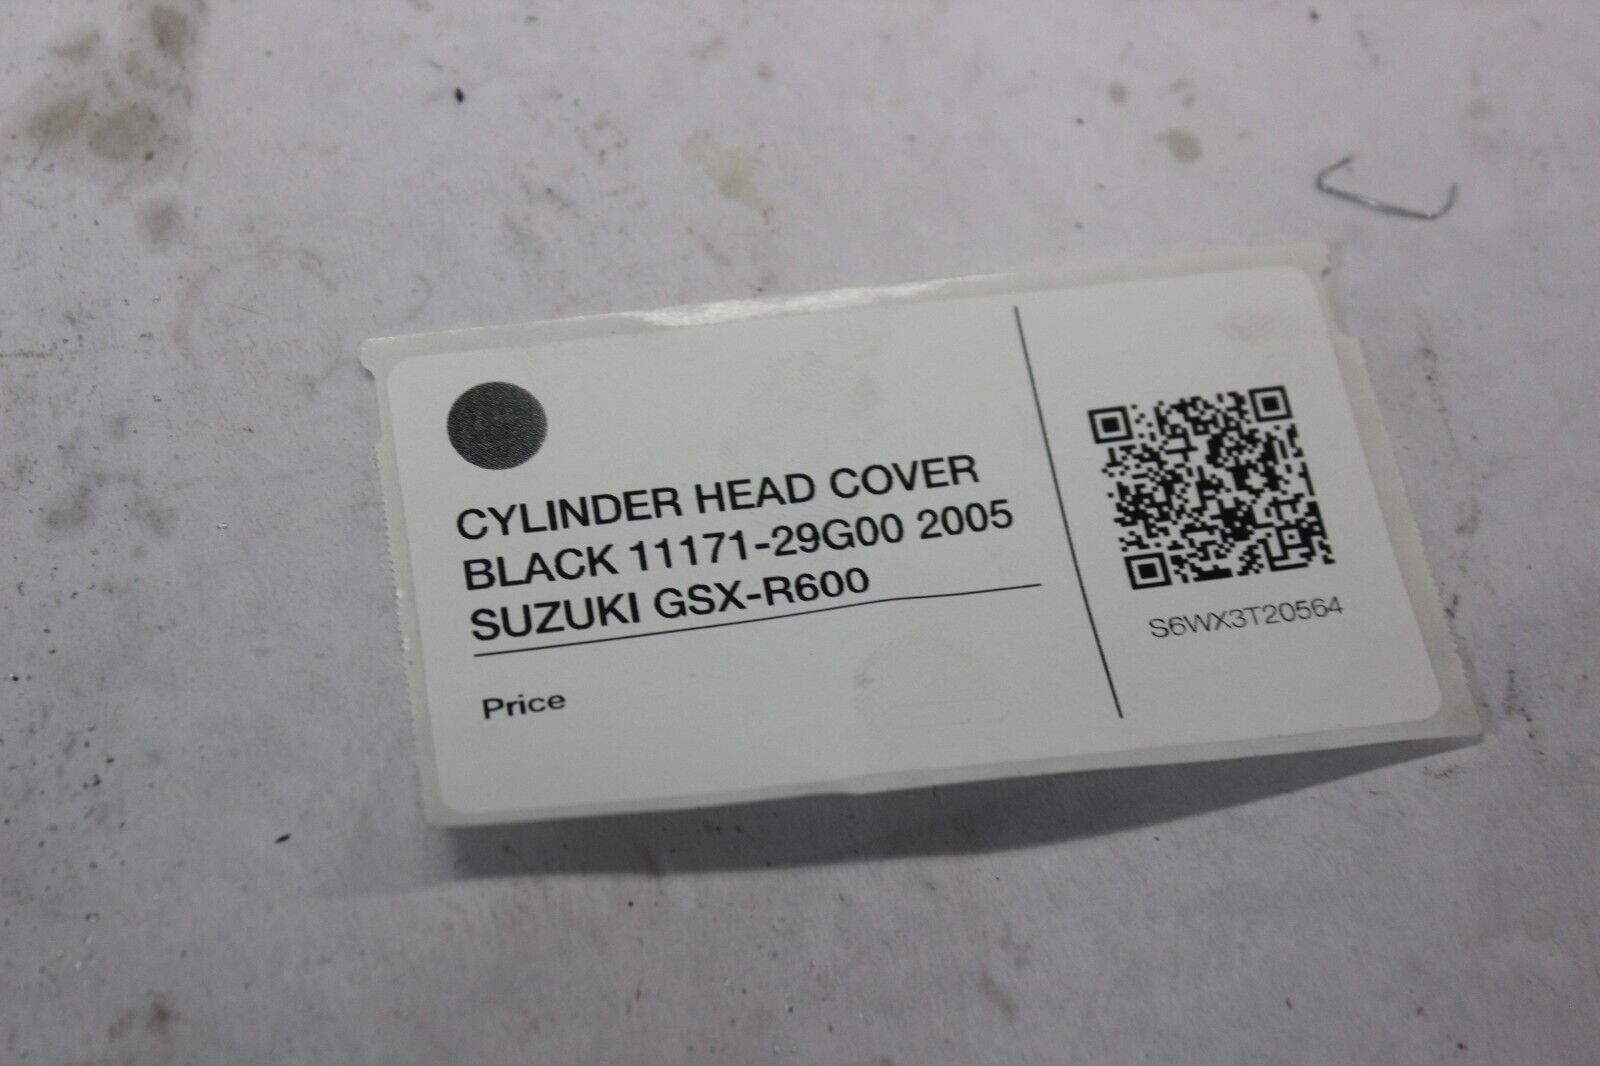 CYLINDER HEAD COVER
BLACK 11171-29G00 2005
SUZUKI GSX-R600
Price
S6WX3T20564